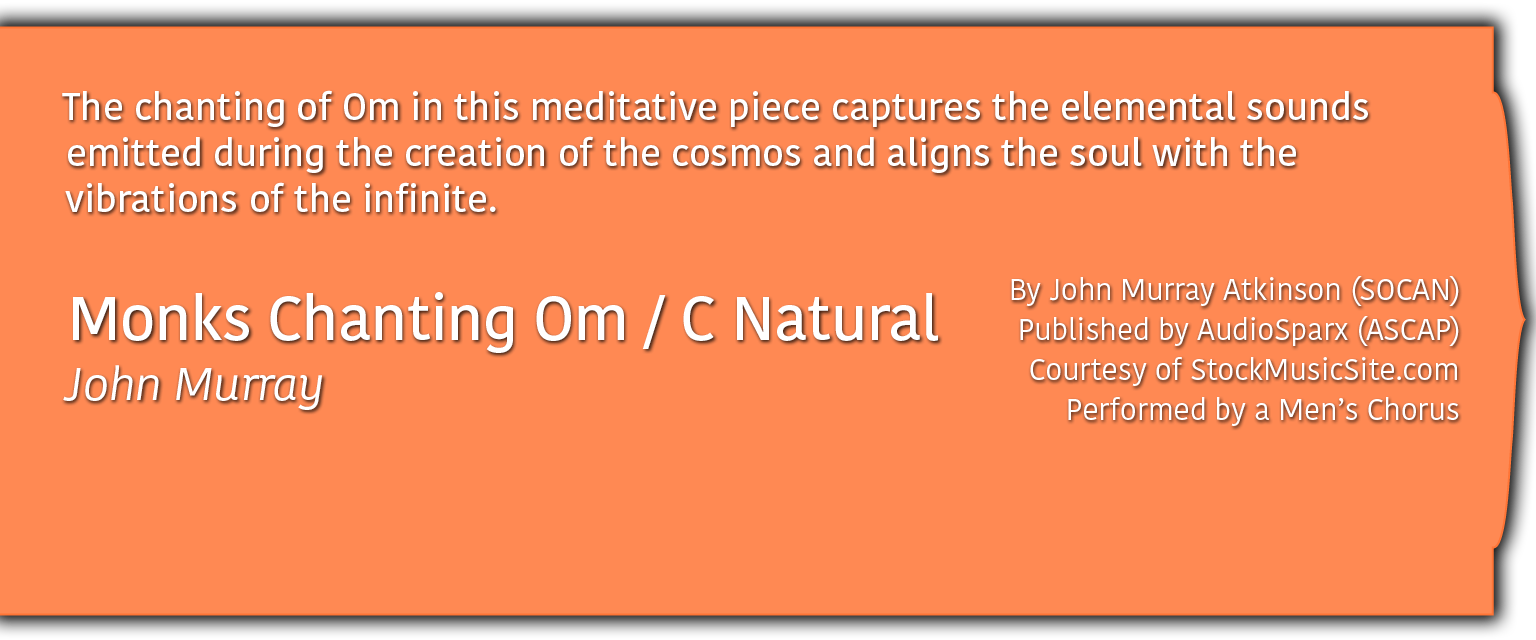 The chanting of Om in this meditative piece captures the elemental sounds
emitted during the creation of the cosmos and aligns the soul with the
vibrations of the infinite.
Monks Chanting Om / C Natural
John Murray
By John Murray Atkinson (SOCAN)
Published by AudioSparx (ASCAP)
Courtesy of StockMusicSite.com
Performed by a Men’s Chorus